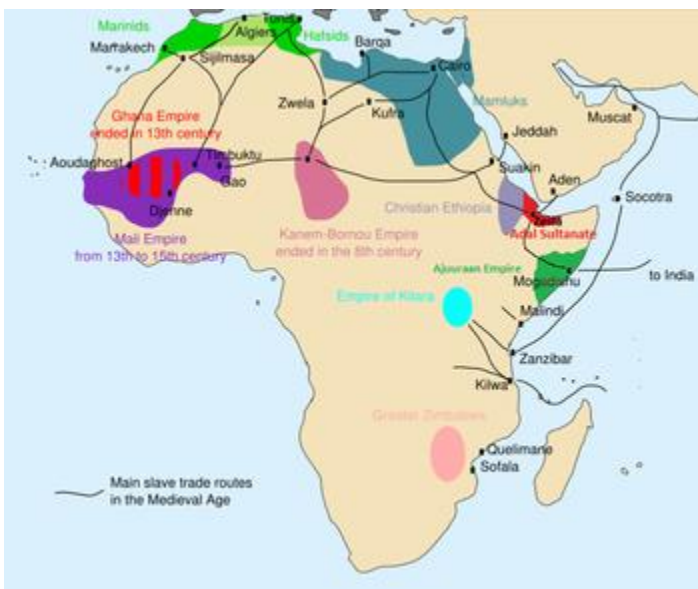 Marinids
Tunis
Algiers
Hafsids
Marrakech
Sijilmasa
Barqa
Cairo
Zwela
Kufra
Mamluks
Muscat
Ghana Empire
ended in 13th century
Jeddah
Aoudaghost
Timbuktu
Gao
Suakin
Aden
Djenne
Socotra
Christian Ethiopia
Zeila
Adal Sultanate
Mali Empire
from 13th to 15th century
Kanem-Bornou Empire
ended in the 8th century
Ajuuraan Empire
Mogadishu
to India
Empire of Kitara
Malindi
Zanzibar
Kilwa
Greater Zimbabwe
Quelimane
Sofala
Main slave trade routes
in the Medieval Age